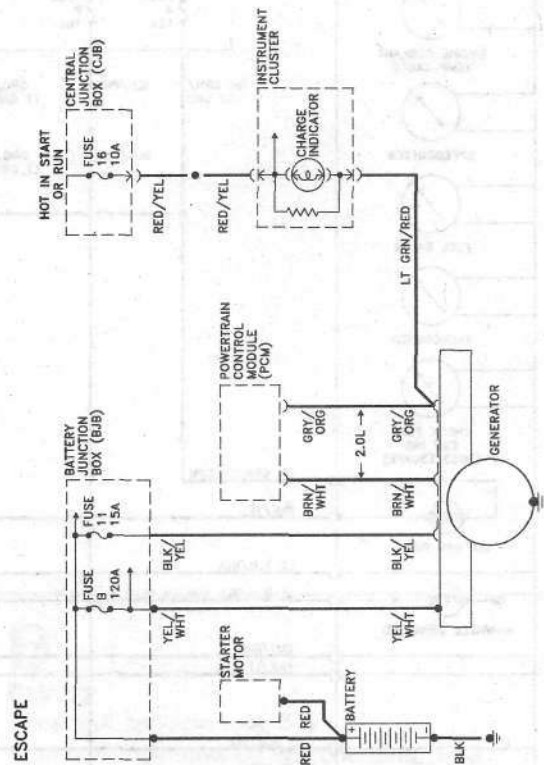 ESCAPE
BATTERY
JUNCTION
BOX (BJB)
FUSE
B
120A
FUSE
11
15A
HOT IN START
OR RUN
CENTRAL
JUNCTION
BOX (CJB)
FUSE
16
10A
RED/YEL
RED/YEL
INSTRUMENT
CLUSTER
CHARGE
INDICATOR
POWERTRAIN
CONTROL
MODULE
(PCM)
STARTER
MOTOR
RED
RED
YEL/
WHT
BLK/
YEL
BRN/
WHT
GRY/
ORG
2.0L
YEL/
WHT
BLK/
YEL
BRN/
WHT
GRY/
ORG
LT GRN/RED
BATTERY
+
-
BLK
GENERATOR